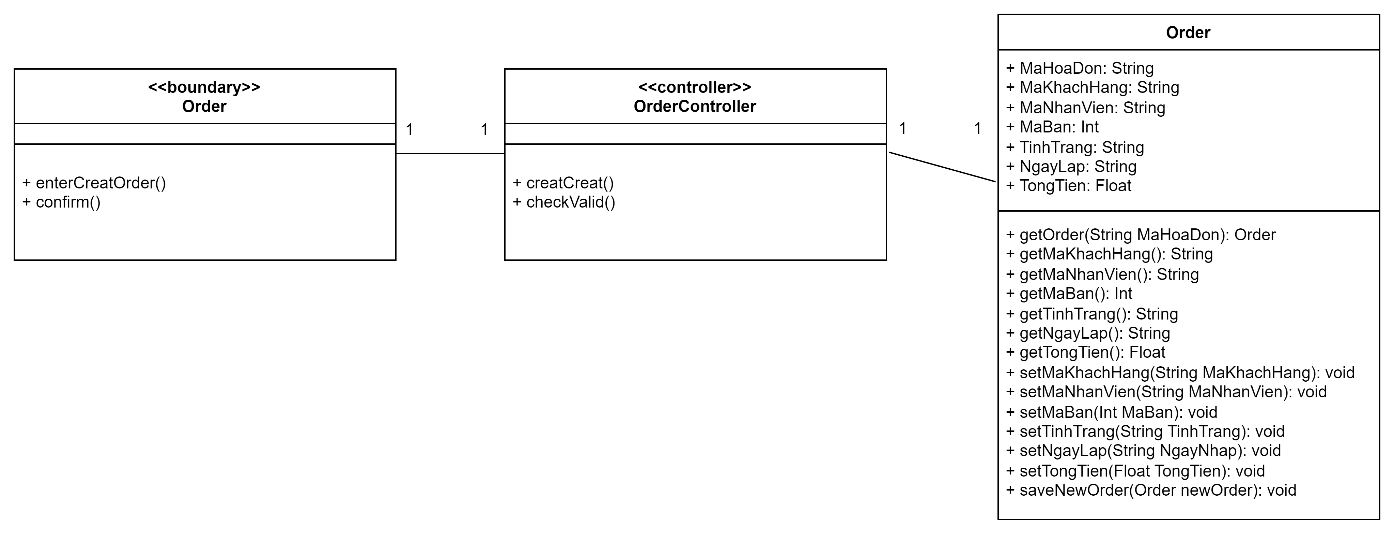 <<boundary>>
Order
+ enterCreatOrder()
+ confirm()
1
1
<<controller>>
OrderController
+ creatCreat()
+ checkValid()
1
1
Order
+ MaHoaDon: String
+ MaKhachHang: String
+ MaNhanVien: String
+ MaBan: Int
+ TinhTrang: String
+ NgayLap: String
+ TongTien: Float
+ getOrder(String MaHoaDon): Order
+ getMaKhachHang(): String
+ getMaNhanVien(): String
+ getMaBan(): Int
+ getTinhTrang(): String
+ getNgayLap(): String
+ getTongTien(): Float
+ setMaKhachHang(String MaKhachHang): void
+ setMaNhanVien(String MaNhanVien): void
+ setMaBan(Int MaBan): void
+ setTinhTrang(String TinhTrang): void
+ setNgayLap(String NgayNhap): void
+ setTongTien(Float TongTien): void
+ saveNewOrder(Order newOrder): void